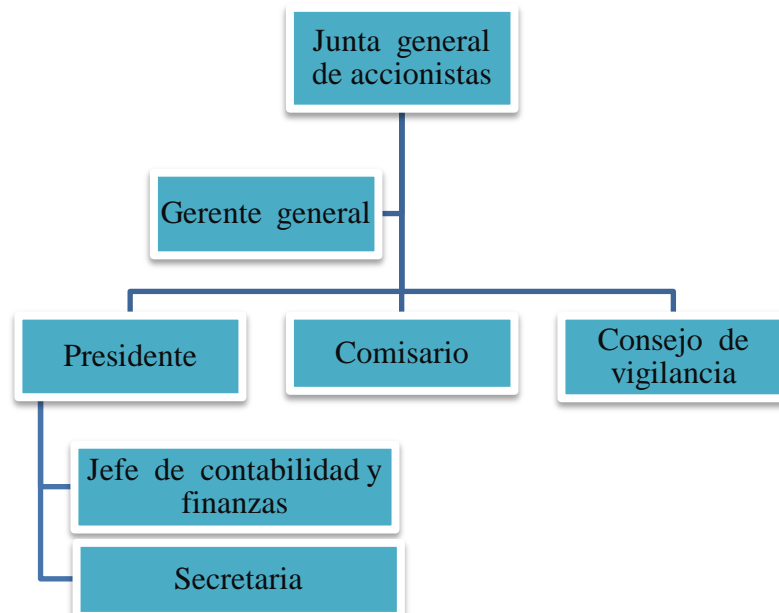 Junta general
de accionistas
Gerente general
Presidente
Comisario
Consejo de
vigilancia
Jefe de contabilidad y
finanzas
Secretaria